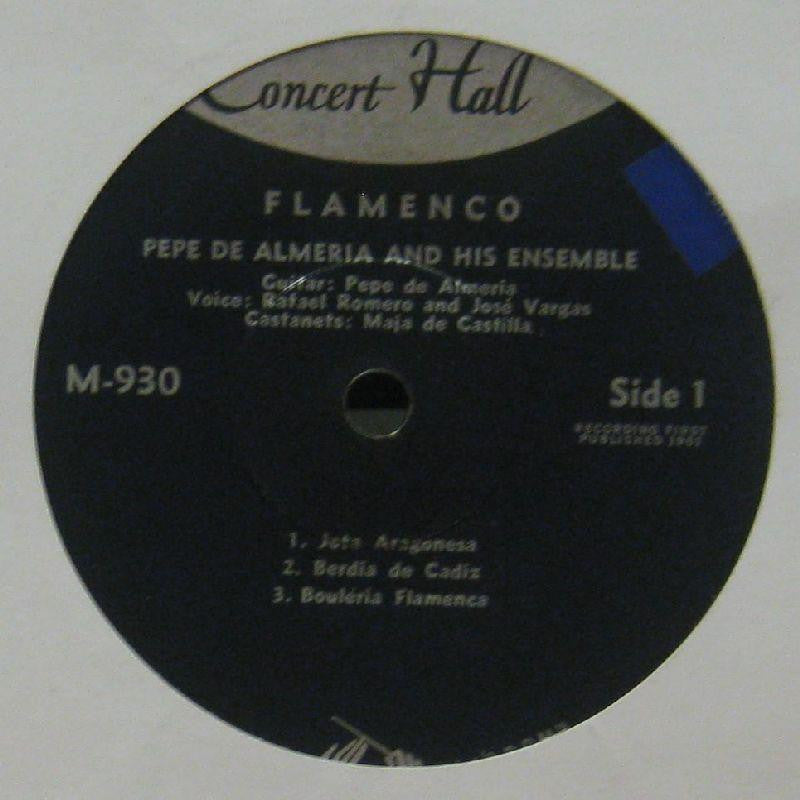 Concert Hall
FLAMENCO
PEPE DE ALMERIA AND HIS ENSEMBLE
Guitar: Pepe de Almeria
Voice: Rafael Romero and José Vargas
Castanets: Maja de Castilla
M-930
Side 1
RECORDING FIRST
PUBLISHED
1. Jota Aragonesa
2. Berdia de Cadiz
3. Bouléria Flamenca